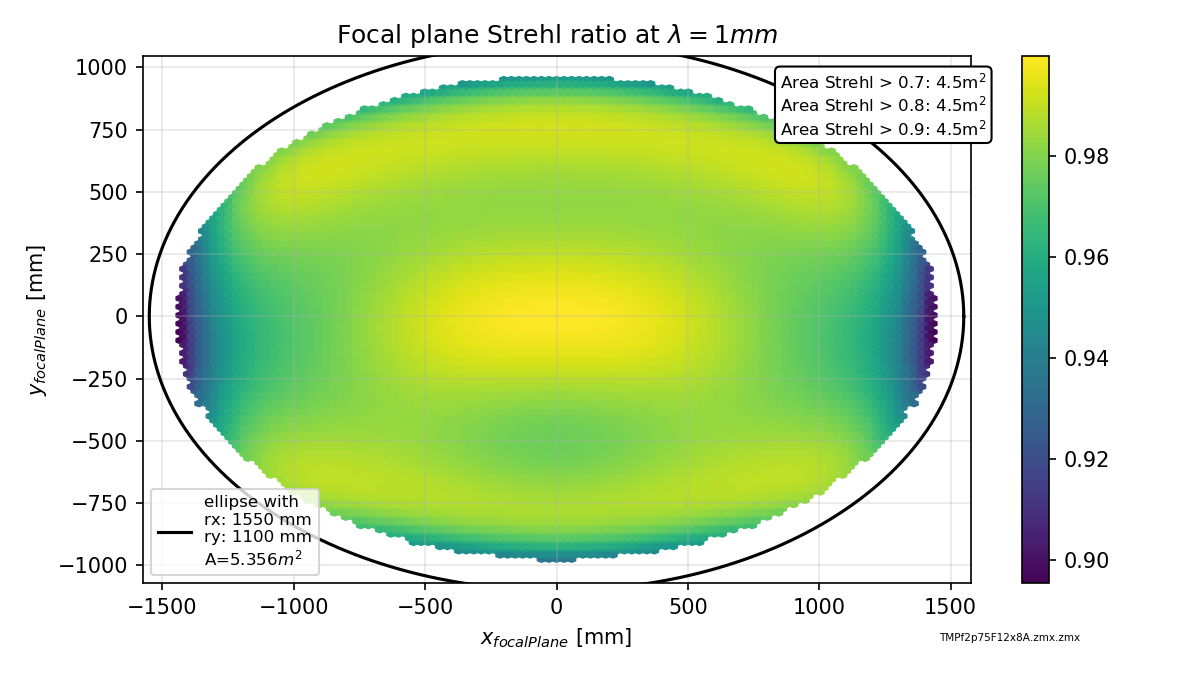 Focal plane Strehl ratio at λ = 1mm
Area Strehl > 0.7: 4.5m²
Area Strehl > 0.8: 4.5m²
Area Strehl > 0.9: 4.5m²
1000
750
500
250
0
−250
−500
−750
−1000
y_focalPlane [mm]
ellipse with
rx: 1550 mm
ry: 1100 mm
A=5.356m²
−1500 −1000 −500 0 500 1000 1500
x_focalPlane [mm]
0.98
0.96
0.94
0.92
0.90
TMPf2p75F12x8A.zmx.zmx